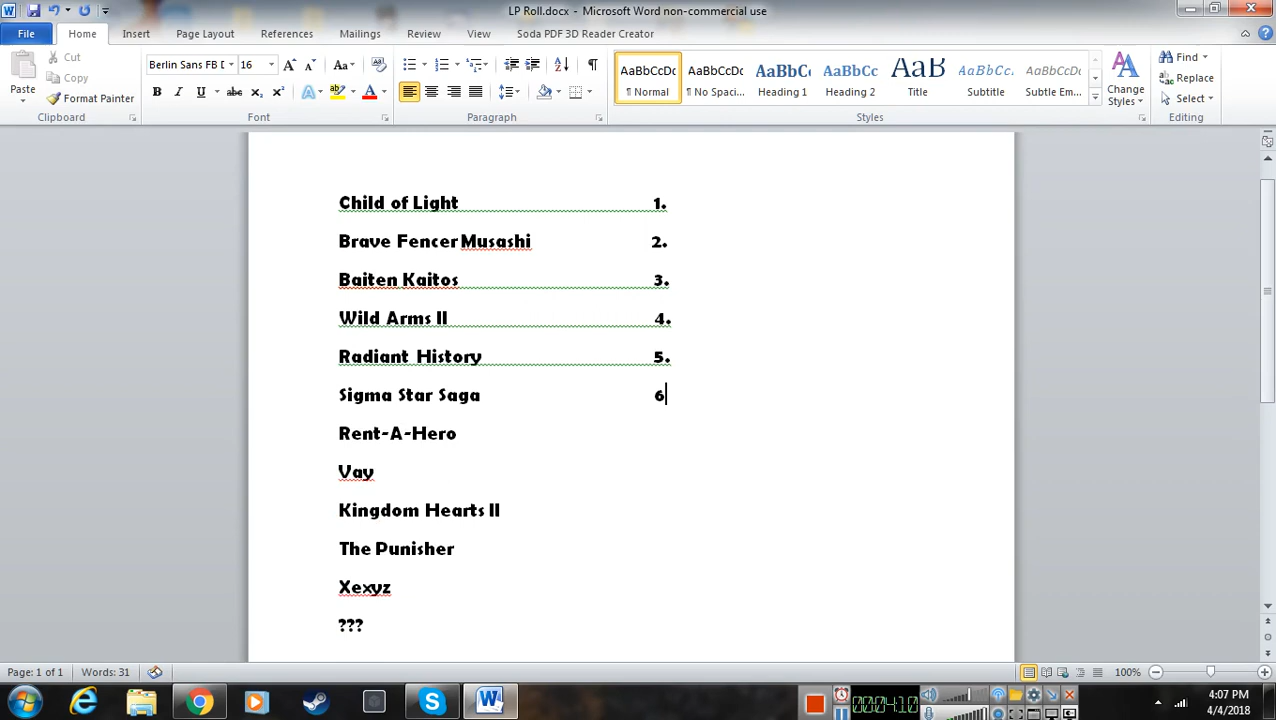 LP Roll.docx - Microsoft Word non-commercial use
File Home Insert Page Layout References Mailings Review View Soda PDF 3D Reader Creator
Paste
Cut
Copy
Format Painter
Clipboard
Berlin Sans FB D 16
Font
Paragraph
AaBbCcDc AaBbCcDc AaBbC AaBbCc AaB AaBbCcL AaBbCcDc
¶ Normal ¶ No Spaci... Heading 1 Heading 2 Title Subtitle Subtle Em...
Change Styles
Styles
Find
Replace
Select
Editing
Child of Light 1.
Brave Fencer Musashi 2.
Baiten Kaitos 3.
Wild Arms II 4.
Radiant History 5.
Sigma Star Saga 6
Rent-A-Hero
Vay
Kingdom Hearts II
The Punisher
Xexyz
???
Page: 1 of 1 Words: 31 100%
00:04:10
4:07 PM
4/4/2018